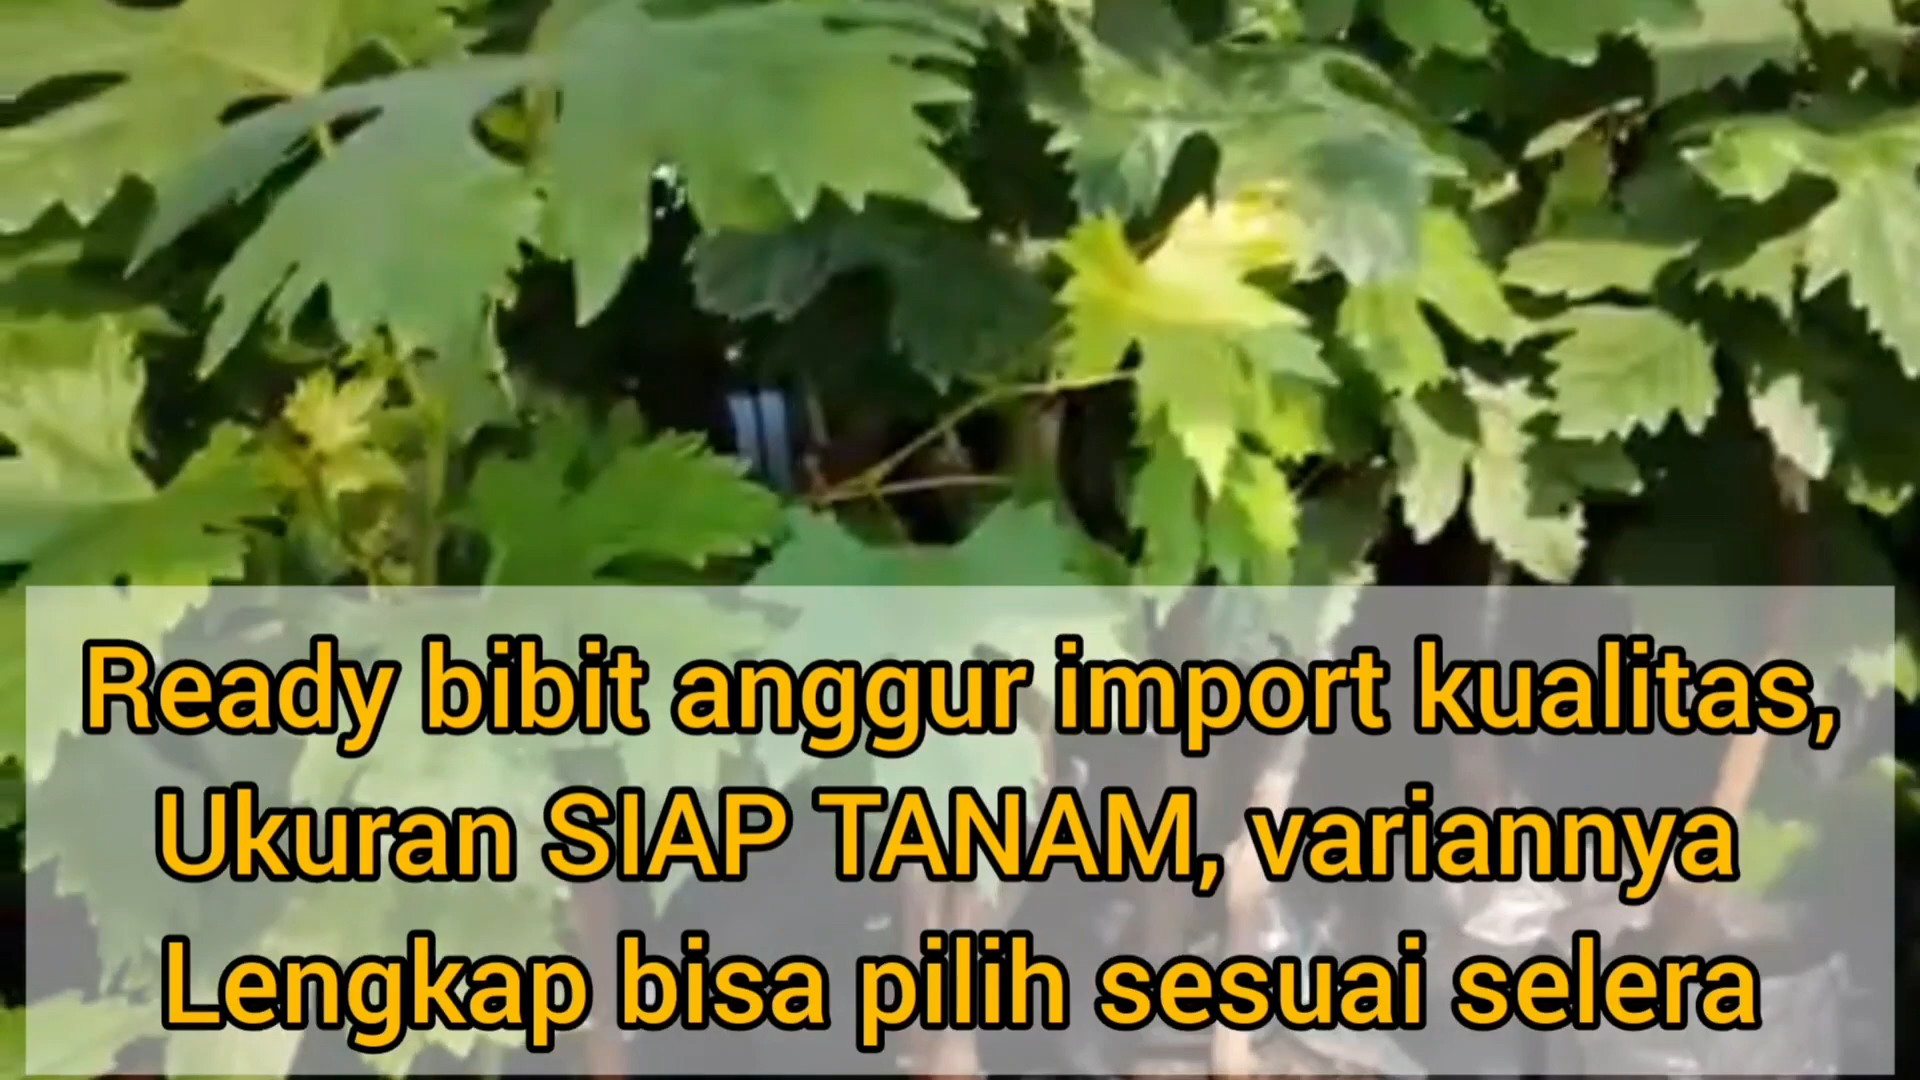 Ready bibit anggur import kualitas,
Ukuran SIAP TANAM, variannya
Lengkap bisa pilih sesuai selera